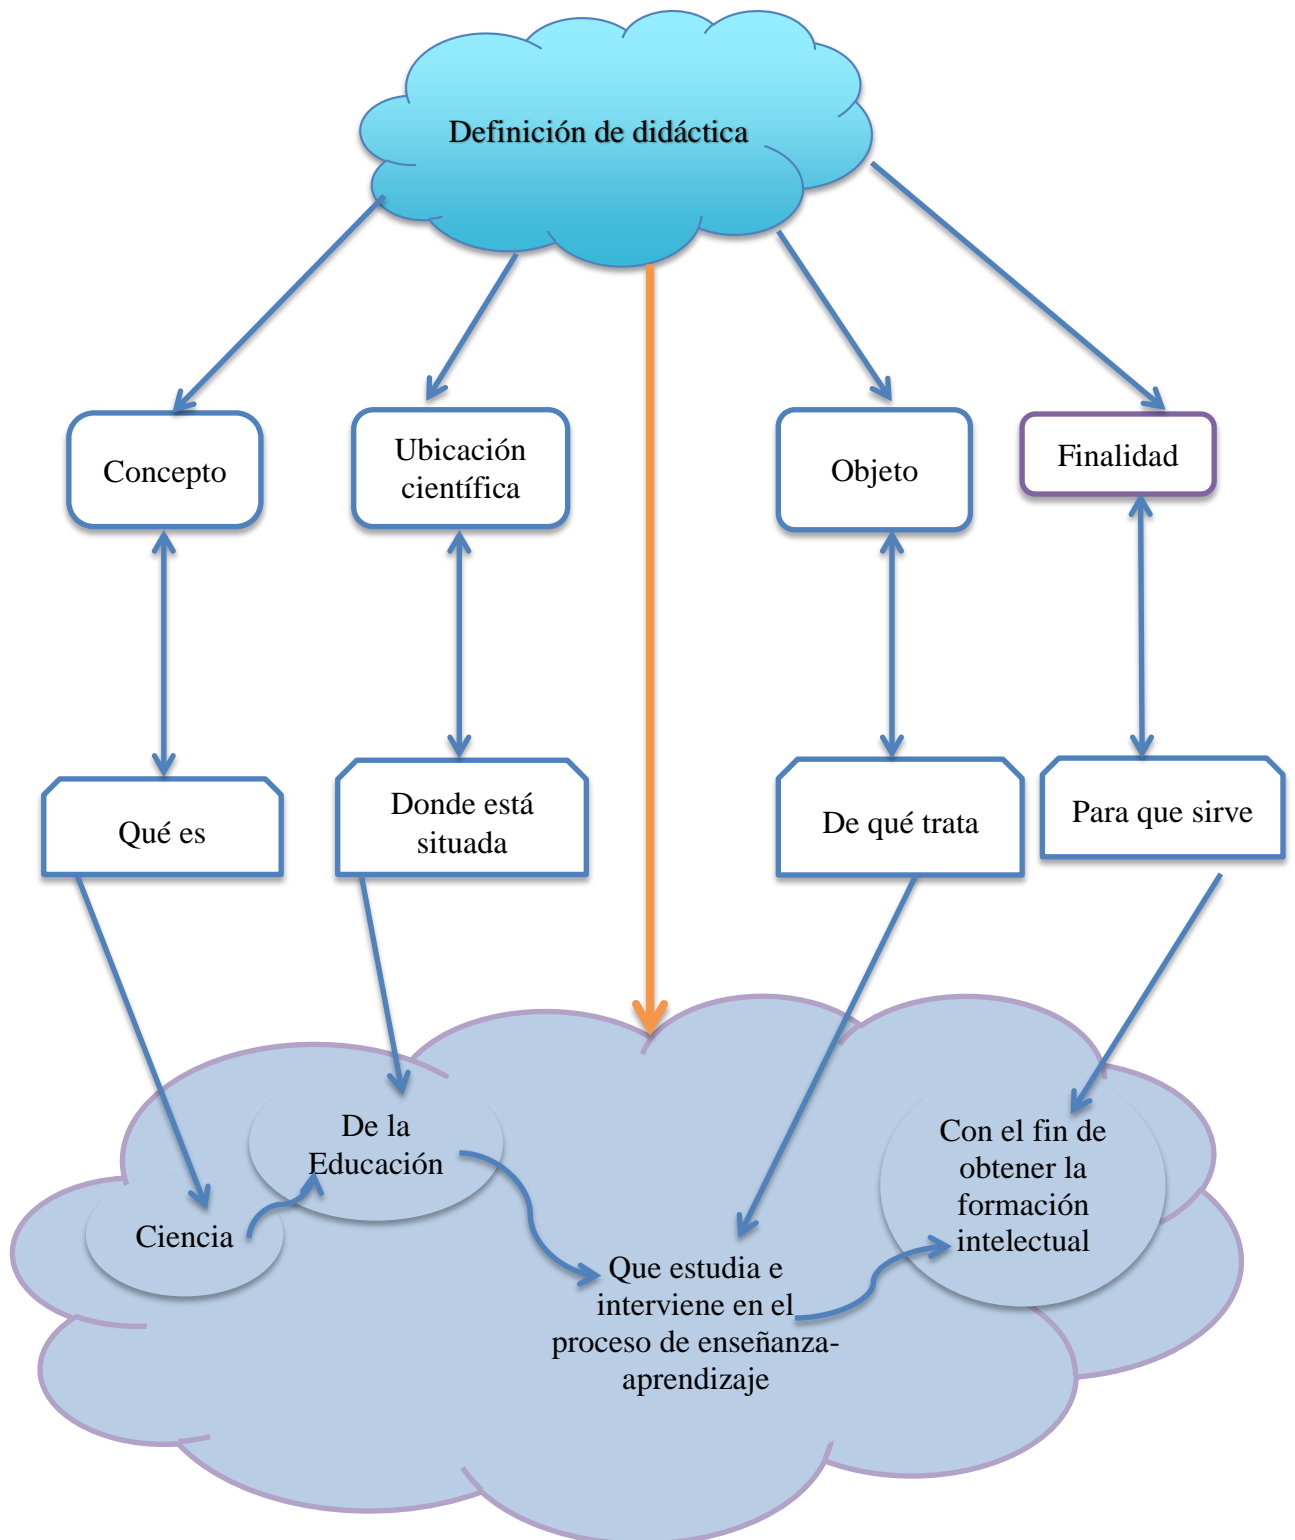 Definición de didáctica
Concepto
Ubicación
científica
Objeto
Finalidad
Qué es
Donde está
situada
De qué trata
Para que sirve
Ciencia
De la
Educación
Que estudia e
interviene en el
proceso de enseñanza-
aprendizaje
Con el fin de
obtener la
formación
intelectual